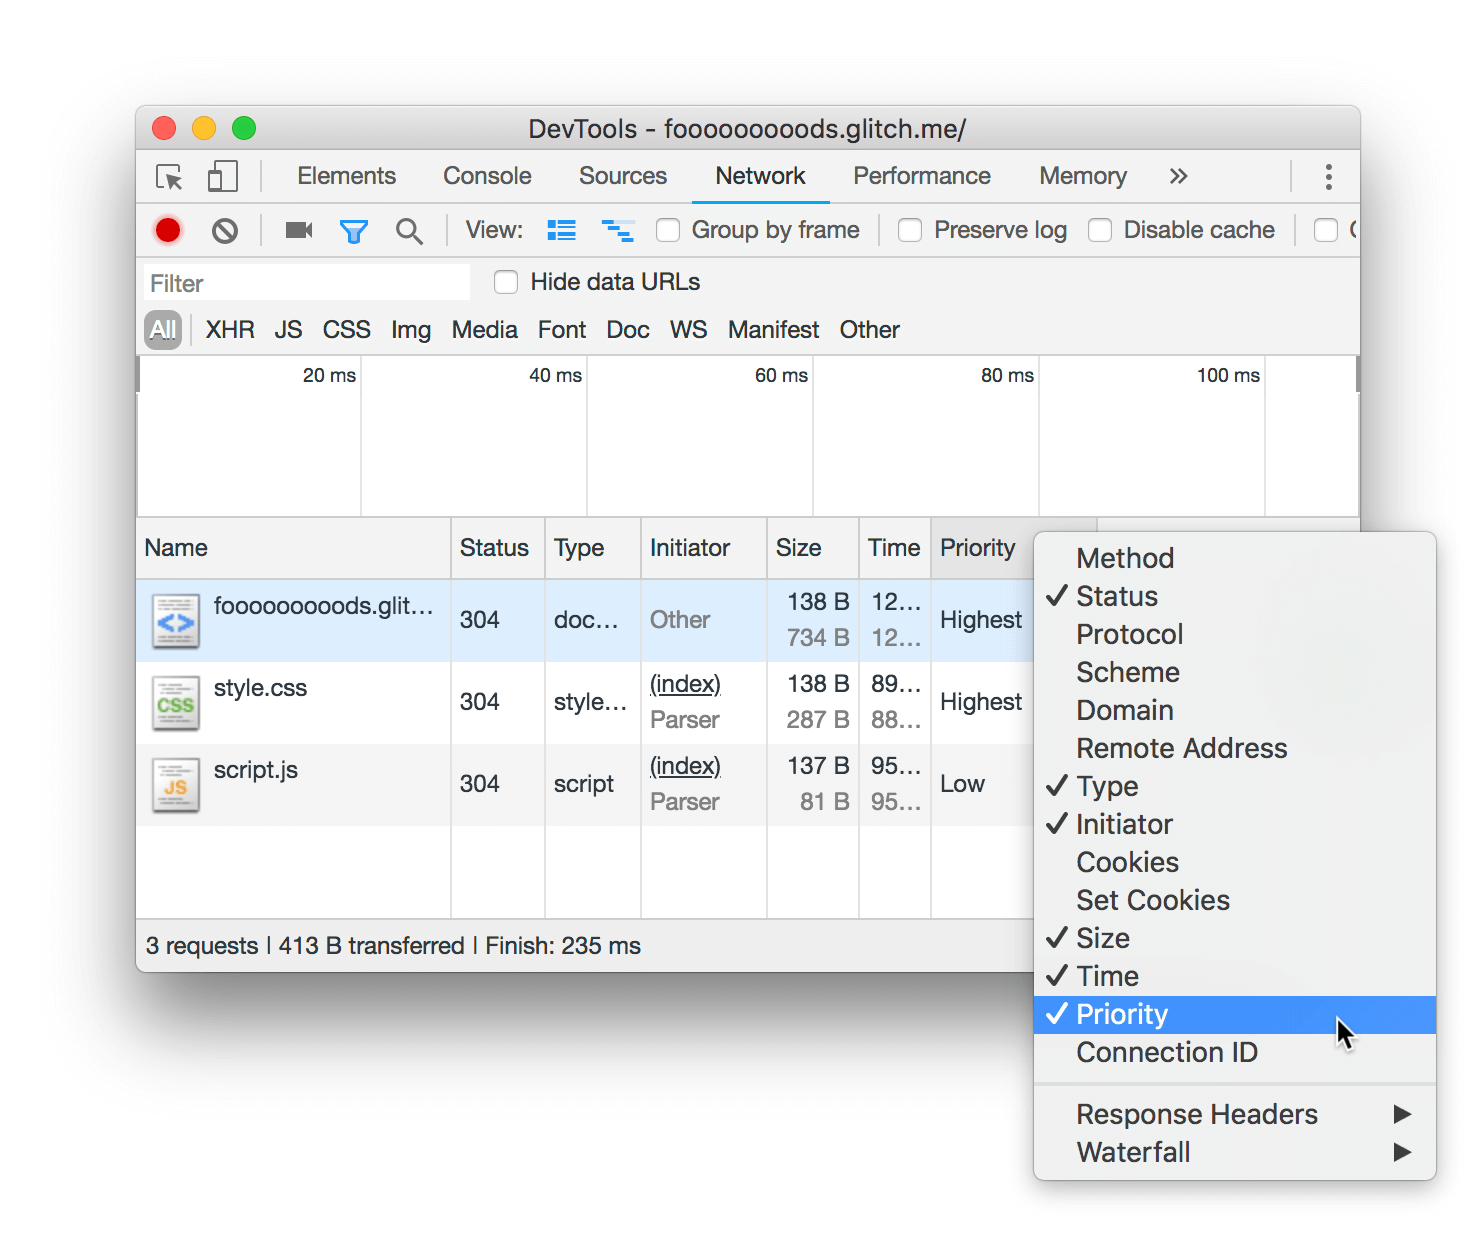 DevTools - fooooooooods.glitch.me/
Elements Console Sources Network Performance Memory »
View: Group by frame Preserve log Disable cache
Filter Hide data URLs
All XHR JS CSS Img Media Font Doc WS Manifest Other
20 ms 40 ms 60 ms 80 ms 100 ms
Name Status Type Initiator Size Time Priority
fooooooooods.glit... 304 doc... Other 138 B 12... Highest
734 B 12...
style.css 304 style... (index) 138 B 89... Highest
CSS Parser 287 B 88...
script.js 304 script (index) 137 B 95... Low
JS Parser 81 B 95...
3 requests | 413 B transferred | Finish: 235 ms
Method
✓ Status
Protocol
Scheme
Domain
Remote Address
✓ Type
✓ Initiator
Cookies
Set Cookies
✓ Size
✓ Time
✓ Priority
Connection ID
Response Headers ▶
Waterfall ▶